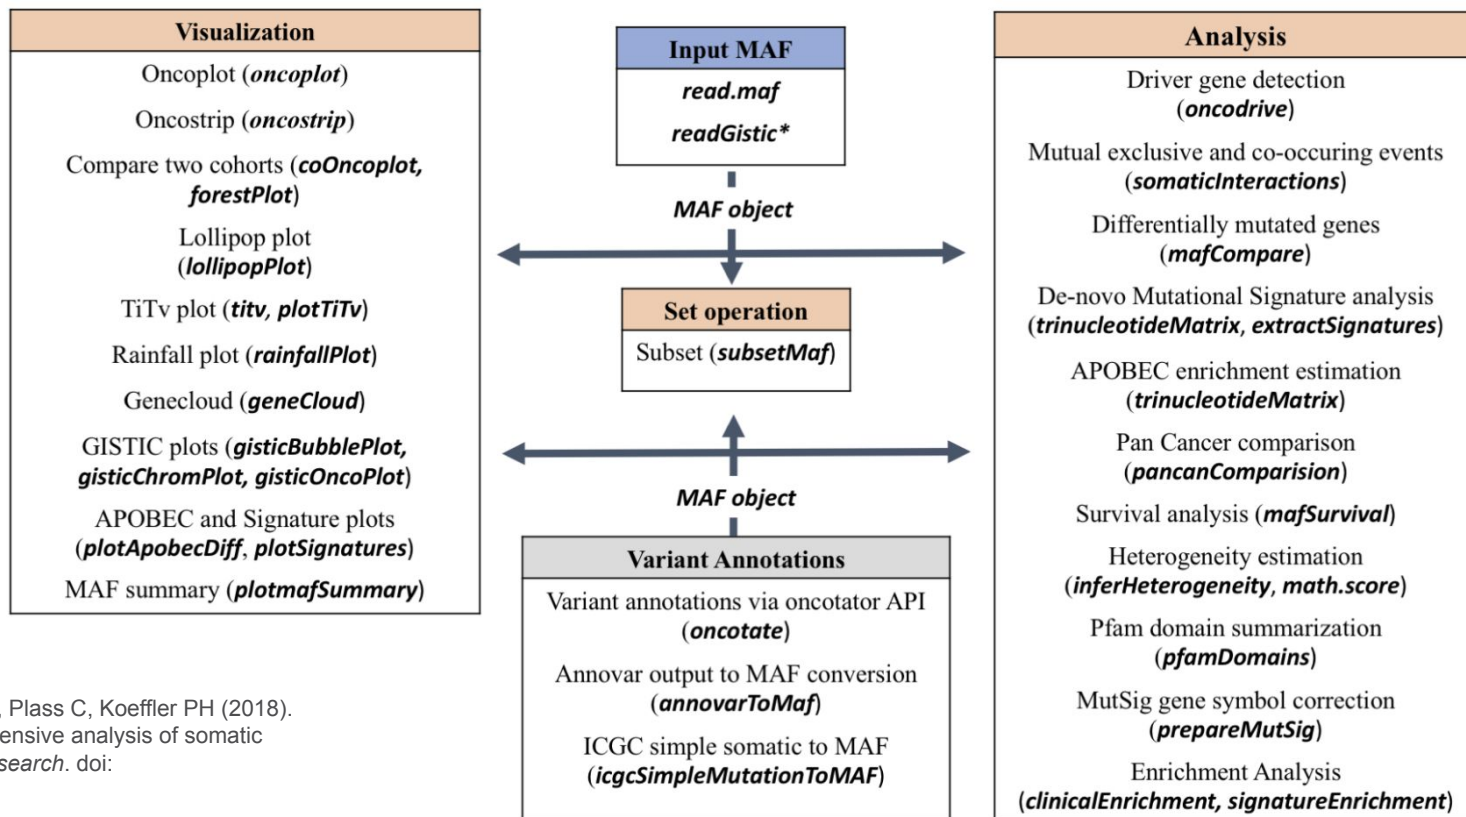 Visualization
Oncoplot (oncoplot)
Oncostrip (oncostrip)
Compare two cohorts (coOncoplot,
forestPlot)
Lollipop plot
(lollipopPlot)
TiTv plot (titv, plotTiTv)
Rainfall plot (rainfallPlot)
Genecloud (geneCloud)
GISTIC plots (gisticBubblePlot,
gisticChromPlot, gisticOncoPlot)
APOBEC and Signature plots
(plotApobecDiff, plotSignatures)
MAF summary (plotmafSummary)
, Plass C, Koeffler PH (2018).
ensive analysis of somatic
search. doi:
Input MAF
read.maf
readGistic*
MAF object
Set operation
Subset (subsetMaf)
MAF object
Variant Annotations
Variant annotations via oncotator API
(oncotate)
Annovar output to MAF conversion
(annovarToMaf)
ICGC simple somatic to MAF
(icgcSimpleMutationToMAF)
Analysis
Driver gene detection
(oncodrive)
Mutual exclusive and co-occuring events
(somaticInteractions)
Differentially mutated genes
(mafCompare)
De-novo Mutational Signature analysis
(trinucleotideMatrix, extractSignatures)
APOBEC enrichment estimation
(trinucleotideMatrix)
Pan Cancer comparison
(pancanComparision)
Survival analysis (mafSurvival)
Heterogeneity estimation
(inferHeterogeneity, math.score)
Pfam domain summarization
(pfamDomains)
MutSig gene symbol correction
(prepareMutSig)
Enrichment Analysis
(clinicalEnrichment, signatureEnrichment)